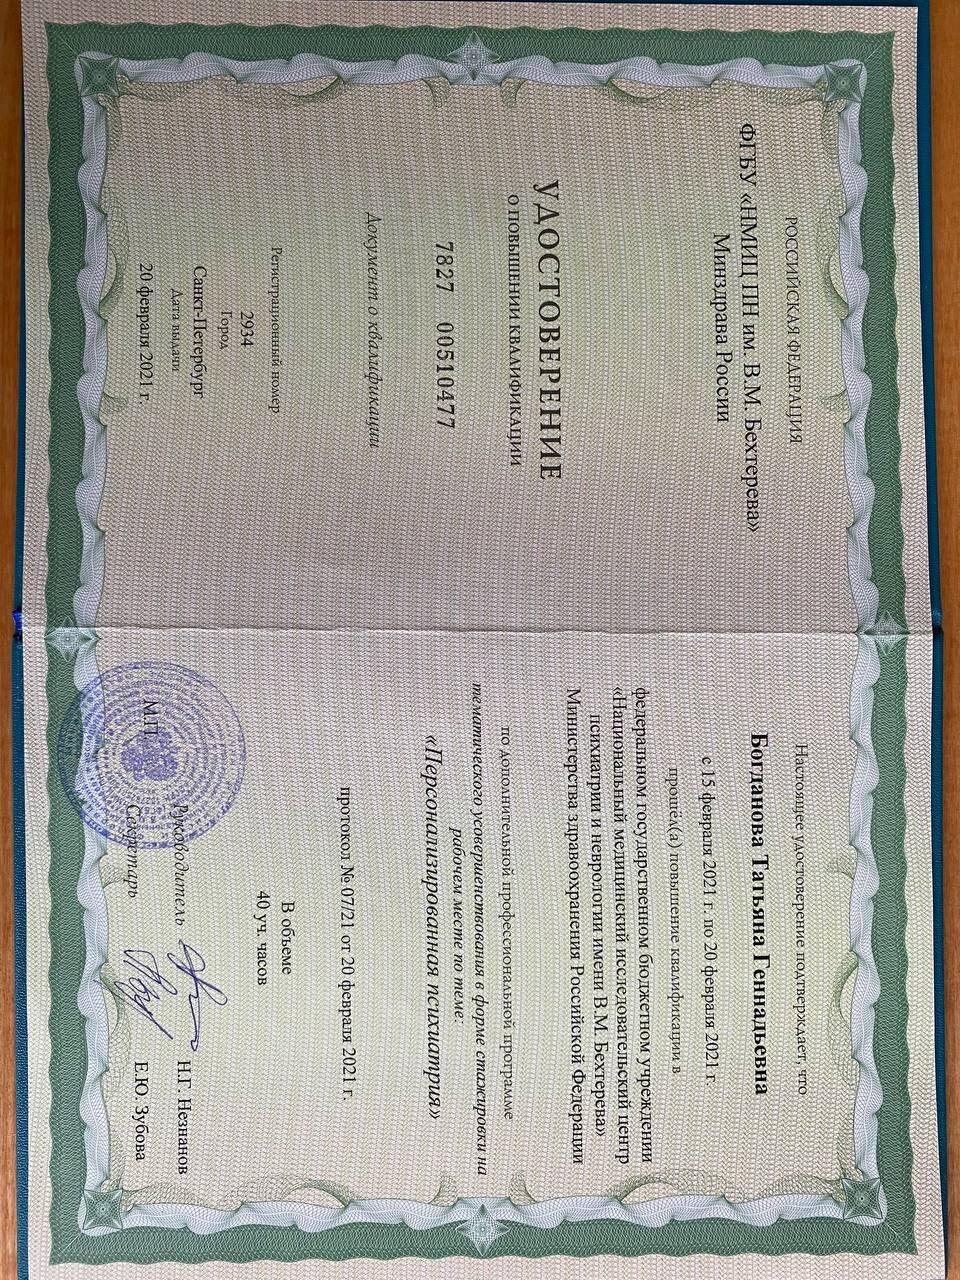 РОССИЙСКАЯ ФЕДЕРАЦИЯ
ФГБУ «НМИЦ ПН им. В.М. Бехтерева»
Минздрава России
УДОСТОВЕРЕНИЕ
О ПОВЫШЕНИИ КВАЛИФИКАЦИИ
7827 00510477
Документ о квалификации
Регистрационный номер
2934
Город
Санкт-Петербург
Дата выдачи
20 февраля 2021 г.
Настоящее удостоверение подтверждает, что
Богданова Татьяна Геннадьевна
с 15 февраля 2021 г. по 20 февраля 2021 г.
прошёл(а) повышение квалификации в
федеральном государственном бюджетном учреждении
«Национальный медицинский исследовательский центр
психиатрии и неврологии имени В.М. Бехтерева»
Министерства здравоохранения Российской Федерации
по дополнительной профессиональной программе
тематического усовершенствования в форме стажировки на
рабочем месте по теме:
«Персонализированная психиатрия»
протокол № 07/21 от 20 февраля 2021 г.
В объеме
40 уч. часов
М.П.
Руководитель Н.Г. Незнанов
Секретарь Е.Ю. Зубова